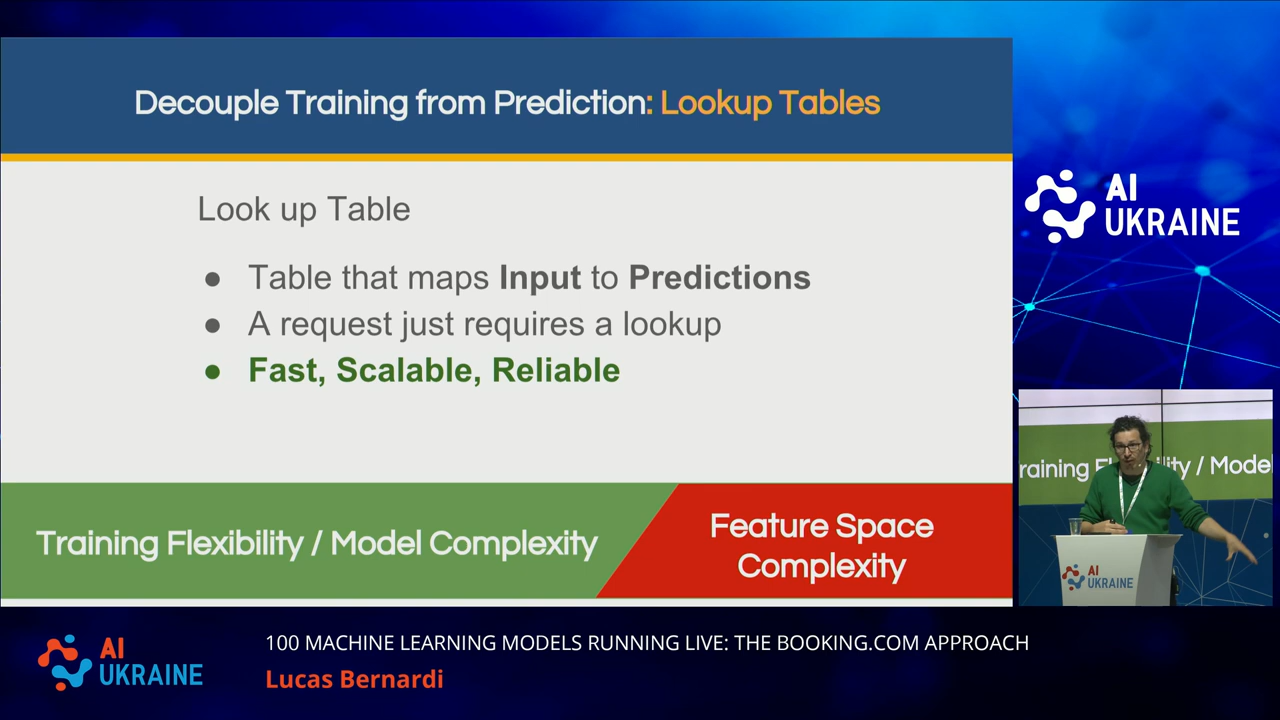 Decouple Training from Prediction: Lookup Tables
Look up Table
● Table that maps Input to Predictions
● A request just requires a lookup
● Fast, Scalable, Reliable
Training Flexibility / Model Complexity
Feature Space
Complexity
AI
UKRAINE
raining F ity / Model
AI
UKRAINE
AI
UKRAINE
100 MACHINE LEARNING MODELS RUNNING LIVE: THE BOOKING.COM APPROACH
Lucas Bernardi